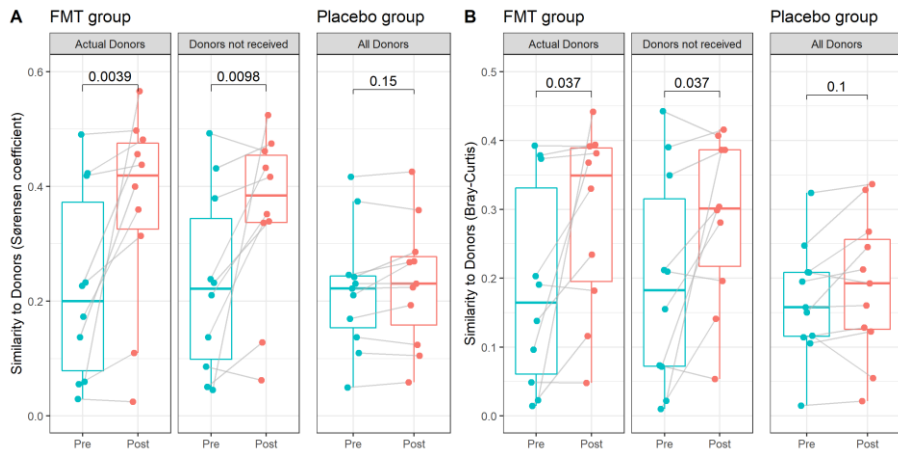 A FMT group Placebo group
Actual Donors Donors not received All Donors
0.0039 0.0098 0.15
Similarity to Donors (Sørensen coefficient)
0.6
0.4
0.2
0.0
Pre Post Pre Post Pre Post
B FMT group Placebo group
Actual Donors Donors not received All Donors
0.037 0.037 0.1
Similarity to Donors (Bray-Curtis)
0.5
0.4
0.3
0.2
0.1
0.0
Pre Post Pre Post Pre Post